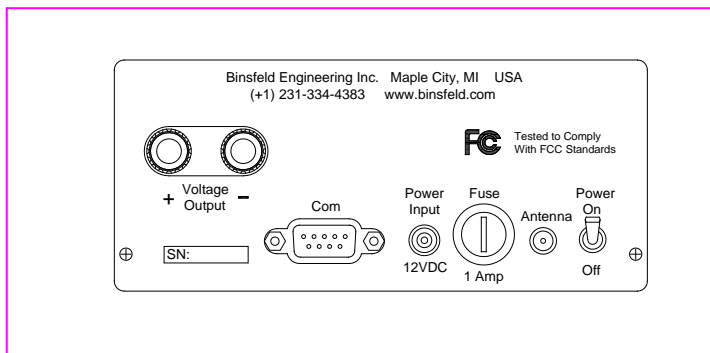 Binsfeld Engineering Inc. Maple City, MI USA
(+1) 231-334-4383 www.binsfeld.com
FC
Tested to Comply
With FCC Standards
+ Voltage −
Output
Com
Power
Input
12VDC
Fuse
1 Amp
Antenna
Power
On
Off
SN: